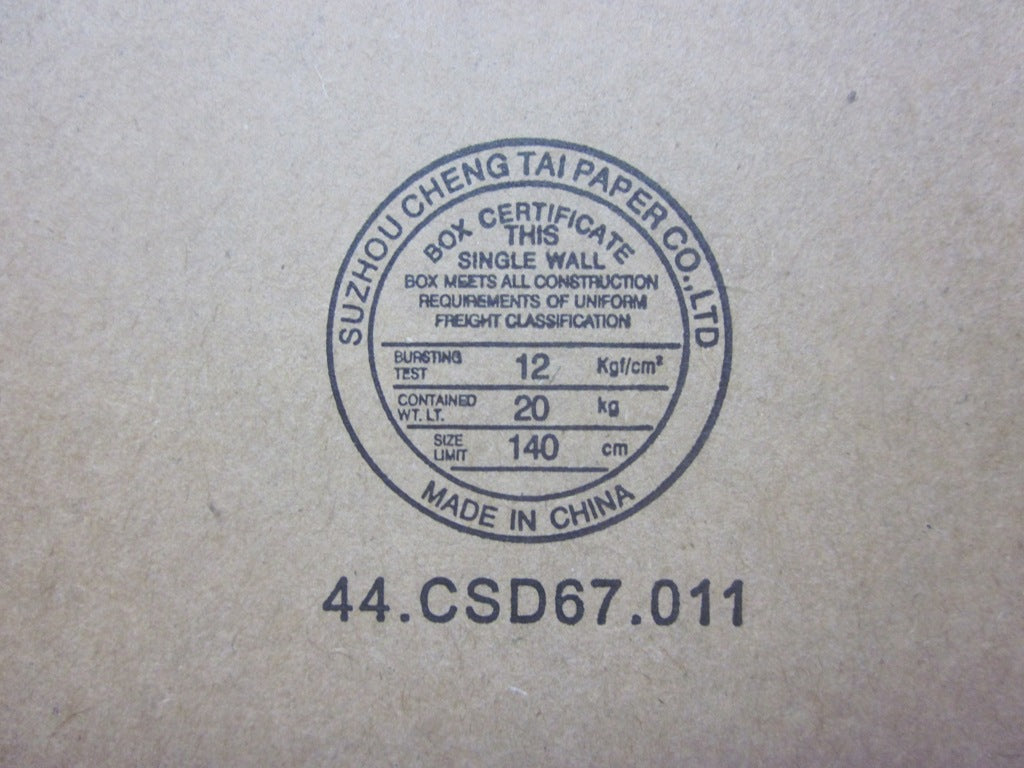 SUZHOU CHENG TAI PAPER CO.,LTD
BOX CERTIFICATE
THIS
SINGLE WALL
BOX MEETS ALL CONSTRUCTION
REQUIREMENTS OF UNIFORM
FREIGHT CLASSIFICATION
BURSTING TEST 12 Kgf/cm²
CONTAINED WT. LT. 20 kg
SIZE LIMIT 140 cm
MADE IN CHINA
44.CSD67.011